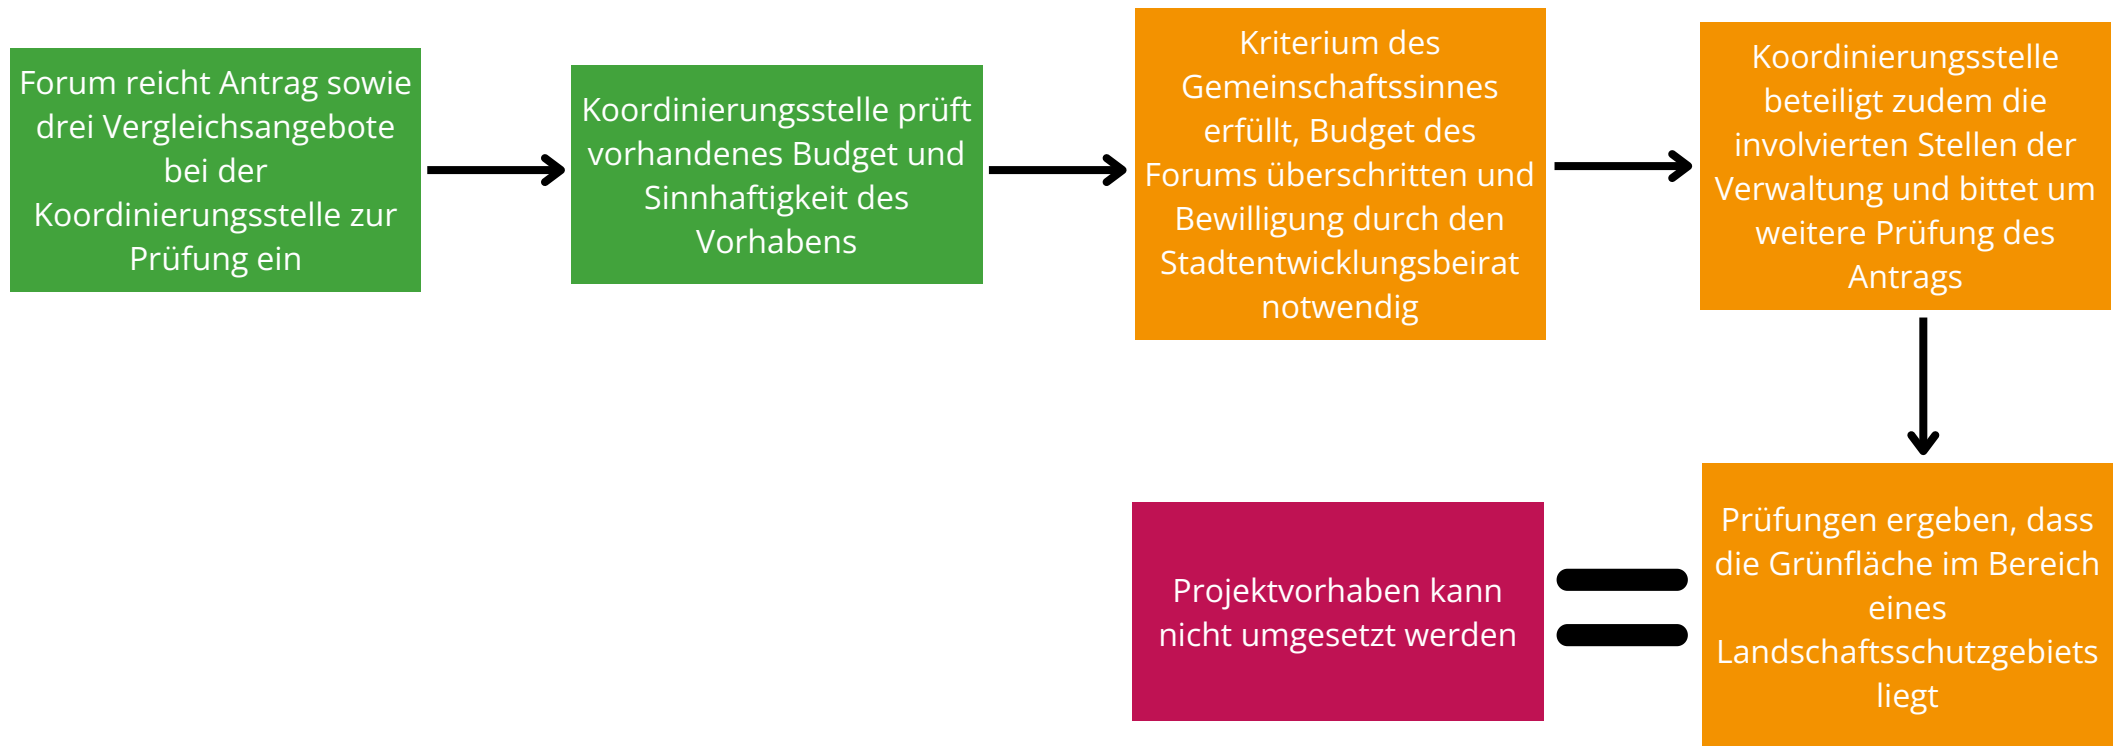 Forum reicht Antrag sowie
drei Vergleichsangebote
bei der
Koordinierungsstelle zur
Prüfung ein
Koordinierungsstelle prüft
vorhandenes Budget und
Sinnhaftigkeit des
Vorhabens
Kriterium des
Gemeinschaftssinnes
erfüllt, Budget des
Forums überschritten und
Bewilligung durch den
Stadtentwicklungsbeirat
notwendig
Koordinierungsstelle
beteiligt zudem die
involvierten Stellen der
Verwaltung und bittet um
weitere Prüfung des
Antrags
Prüfungen ergeben, dass
die Grünfläche im Bereich
eines
Landschaftsschutzgebiets
liegt
Projektvorhaben kann
nicht umgesetzt werden